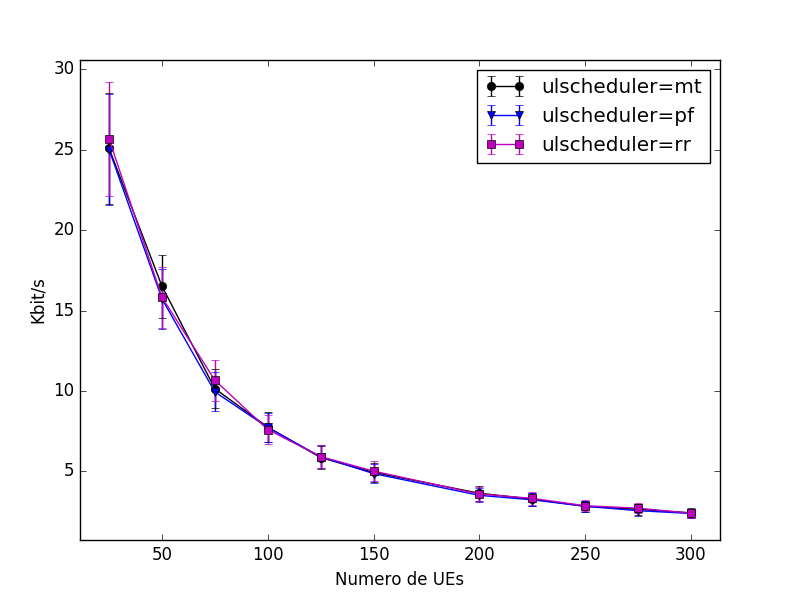 30
25
20
15
10
5
Kbit/s
ulscheduler=mt
ulscheduler=pf
ulscheduler=rr
50 100 150 200 250 300
Numero de UEs